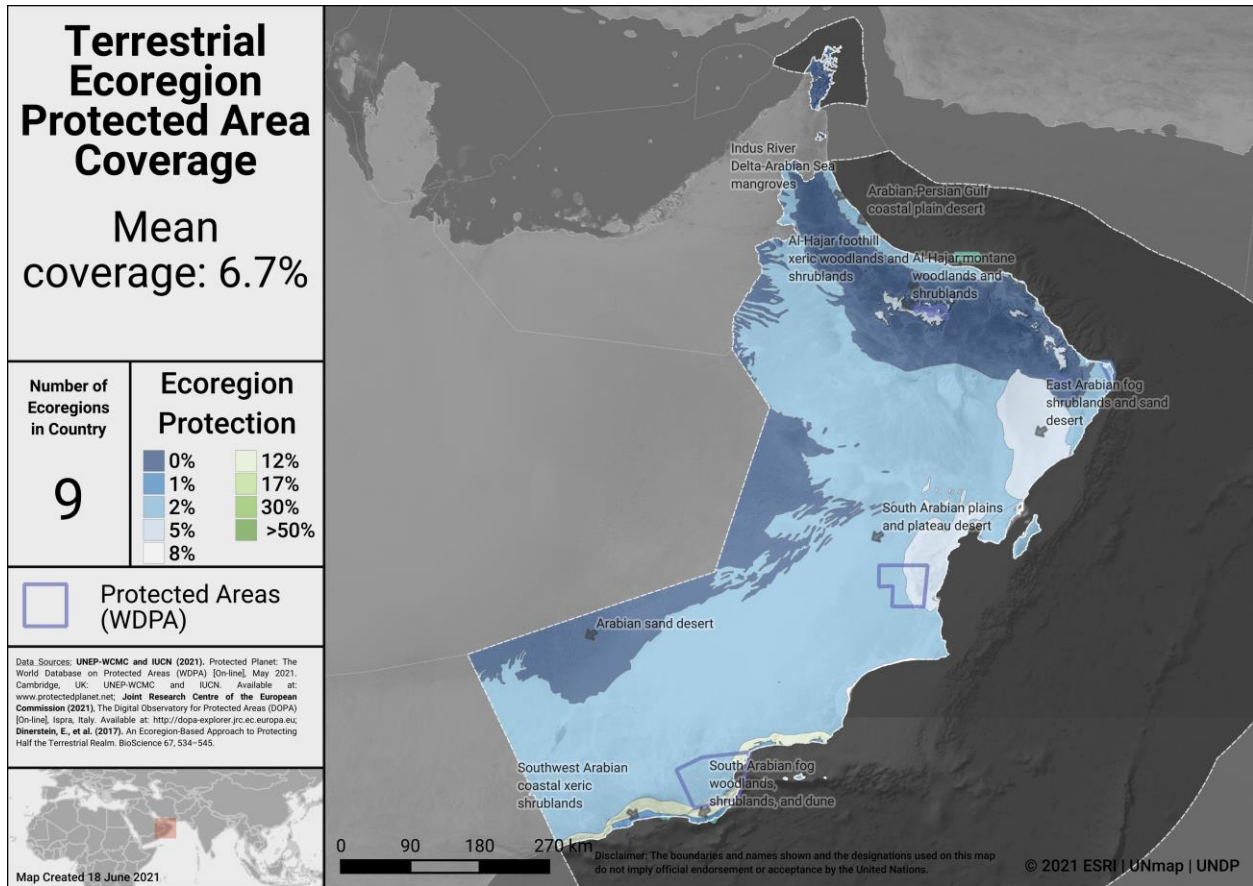 Terrestrial
Ecoregion
Protected Area
Coverage
Mean
coverage: 6.7%
Number of
Ecoregions
in Country
9
Ecoregion
Protection
0%
1%
2%
5%
8%
12%
17%
30%
>50%
Protected Areas
(WDPA)
Data Sources: UNEP-WCMC and IUCN (2021). Protected Planet: The
World Database on Protected Areas (WDPA) [On-line], May 2021.
Cambridge, UK: UNEP-WCMC and IUCN. Available at:
www.protectedplanet.net; Joint Research Centre of the European
Commission (2021), The Digital Observatory for Protected Areas (DOPA)
[On-line], Ispra, Italy. Available at: http://dopa-explorer.jrc.ec.europa.eu;
Dinerstein, E., et al. (2017). An Ecoregion-Based Approach to Protecting
Half the Terrestrial Realm. BioScience 67, 534–545.
Map Created 18 June 2021
Indus River
Delta-Arabian Sea
mangroves
Arabian-Persian Gulf
coastal plain desert
Al-Hajar foothill
xeric woodlands and
shrublands
Al-Hajar montane
woodlands and
shrublands
East Arabian fog
shrublands and sand
desert
South Arabian plains
and plateau desert
Arabian sand desert
Southwest Arabian
coastal xeric
shrublands
South Arabian fog
woodlands,
shrublands, and dune
0 90 180 270 km
Disclaimer: The boundaries and names shown and the designations used on this map
do not imply official endorsement or acceptance by the United Nations.
© 2021 ESRI | UNmap | UNDP